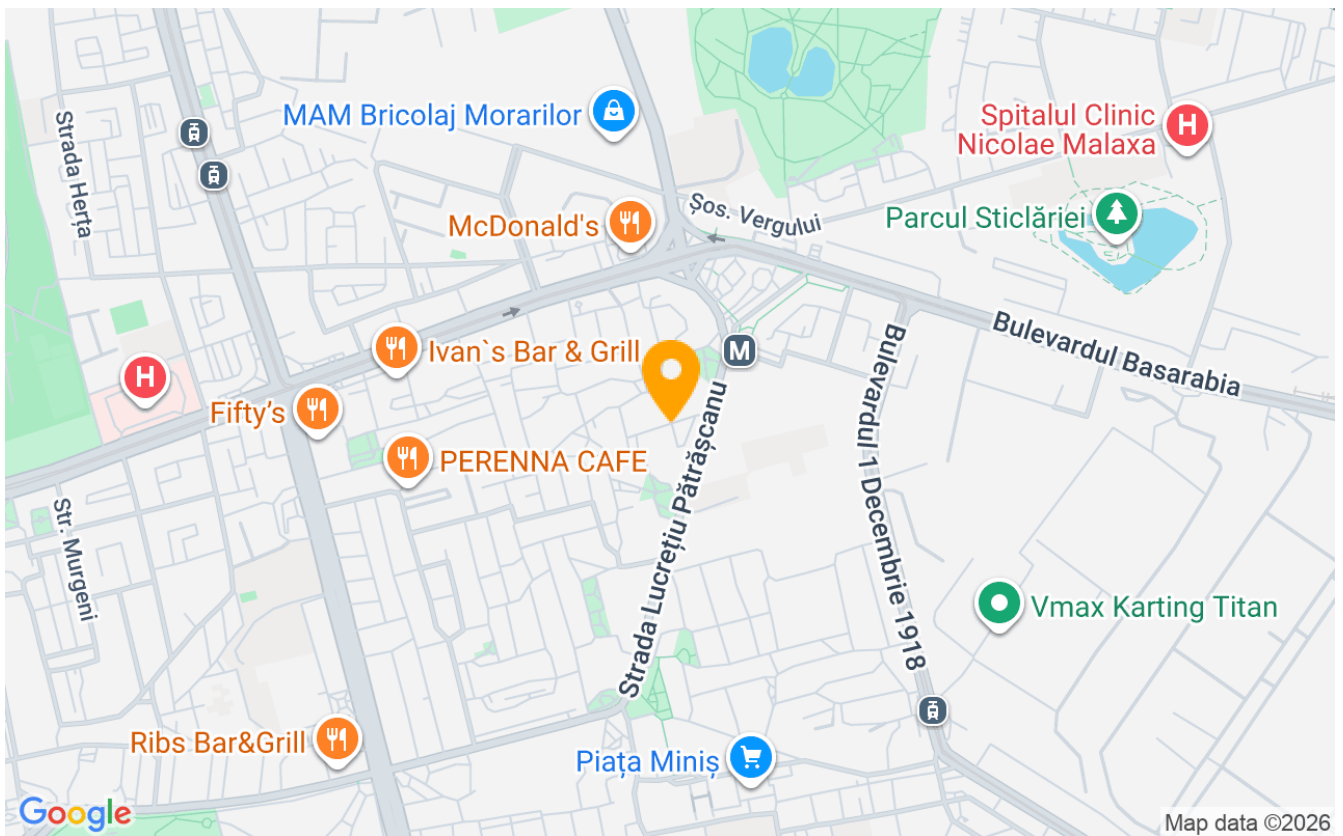 MAM Bricolaj Morarilor
Strada Herța
Spitalul Clinic
Nicolae Malaxa
H
Șos. Vergului
McDonald's
Parcul Sticlăriei
Bulevardul Basarabia
Ivan`s Bar & Grill
M
H
Fifty’s
PERENNA CAFE
Strada Lucrețiu Pătrășcanu
Bulevardul 1 Decembrie 1918
Str. Murgeni
Vmax Karting Titan
Ribs Bar&Grill
Piața Miniș
Google
Map data ©2026